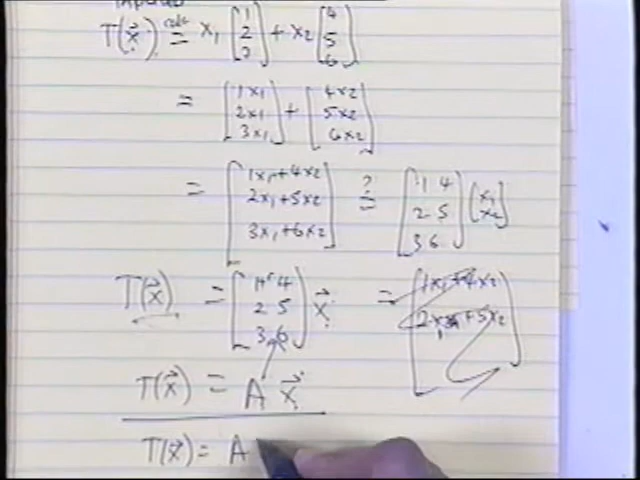 T(x⃗) = x₁ [1 2 3] + x₂ [4 5 6]
= [1x₁ 2x₁ 3x₁] + [4x₂ 5x₂ 6x₂]
= [1x₁+4x₂ 2x₁+5x₂ 3x₁+6x₂] ?= [1 4 2 5 3 6] [x₁ x₂]
T(x⃗) = [1 4 2 5 3 6] x⃗ = [1x₁+4x₂ 2x₁+5x₂]
T(x⃗) = A x⃗
T(x⃗) = A